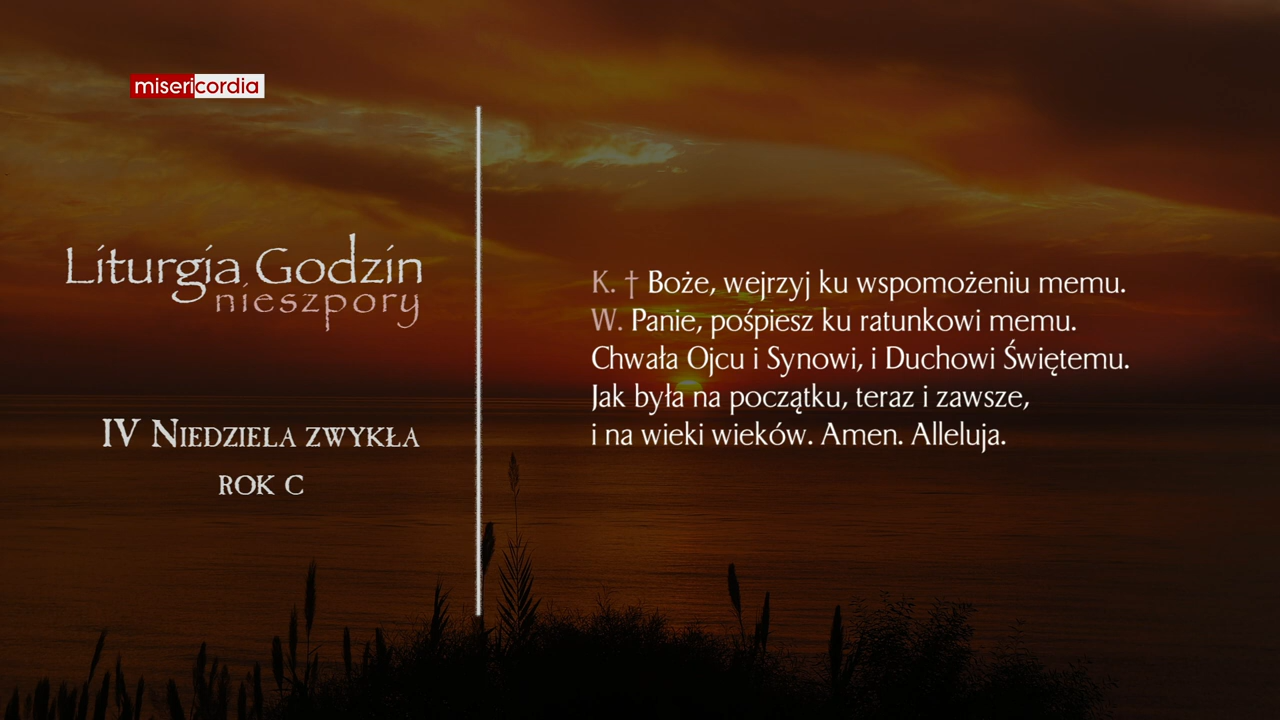 misericordia
Liturgia Godzin
nieszpory
IV Niedziela zwykła
rok C
K. † Boże, wejrzyj ku wspomożeniu memu.
W. Panie, pośpiesz ku ratunkowi memu.
Chwała Ojcu i Synowi, i Duchowi Świętemu.
Jak była na początku, teraz i zawsze,
i na wieki wieków. Amen. Alleluja.